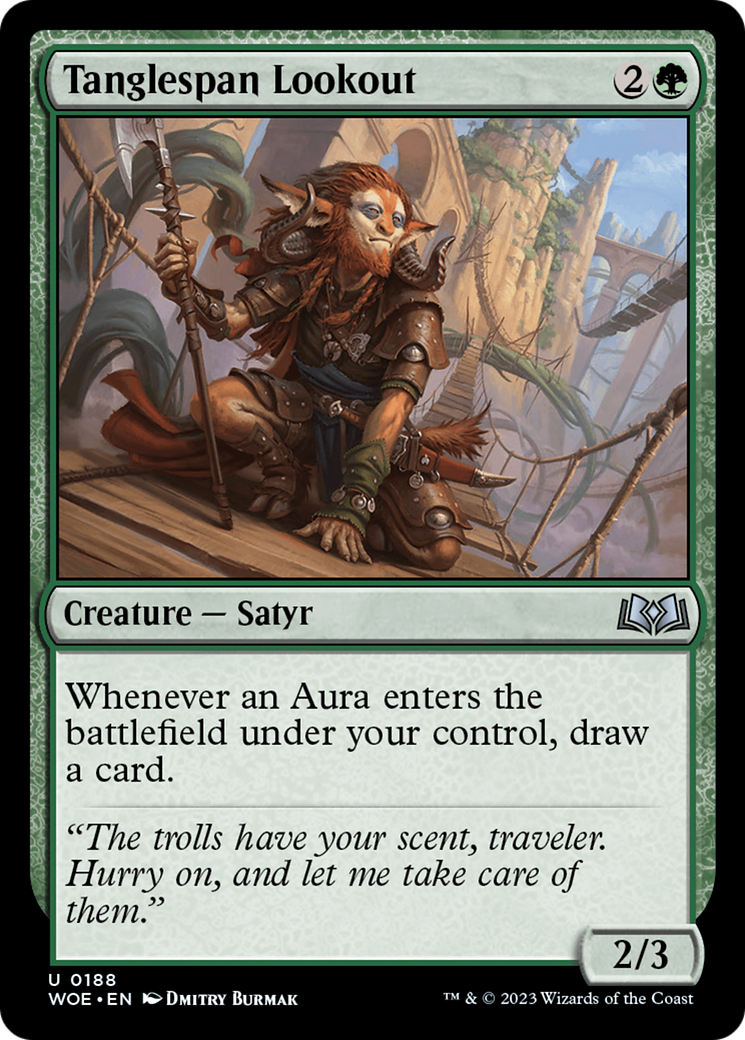 Tanglespan Lookout 2
Creature — Satyr
Whenever an Aura enters the
battlefield under your control, draw
a card.
“The trolls have your scent, traveler.
Hurry on, and let me take care of
them.”
2/3
U 0188
WOE • EN Dmitry Burmak
™ & © 2023 Wizards of the Coast